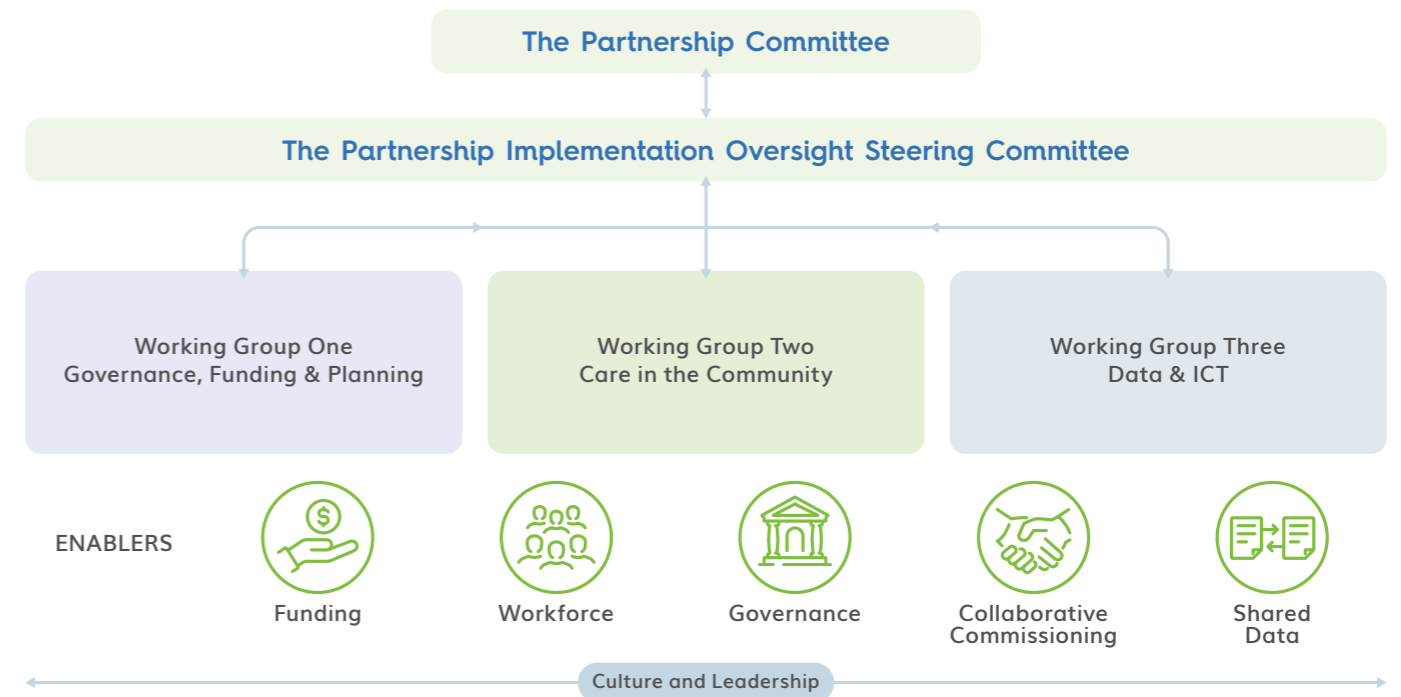 The Partnership Committee
The Partnership Implementation Oversight Steering Committee
Working Group One
Governance, Funding & Planning
Working Group Two
Care in the Community
Working Group Three
Data & ICT
ENABLERS
$
Funding
Workforce
Governance
Collaborative
Commissioning
Shared
Data
Culture and Leadership